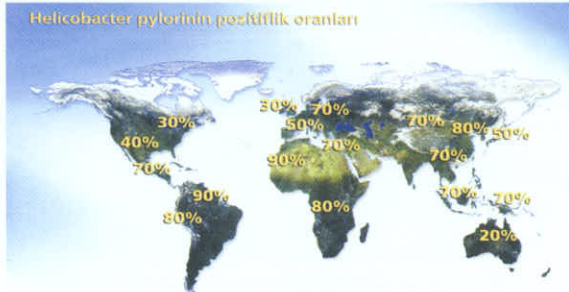 Helicobacter pylorinin pozitiflik oranları
30% 70%
30% 50% 70% 80% 50%
40% 70%
70% 90% 70%
90% 70% 70%
80% 80%
20%